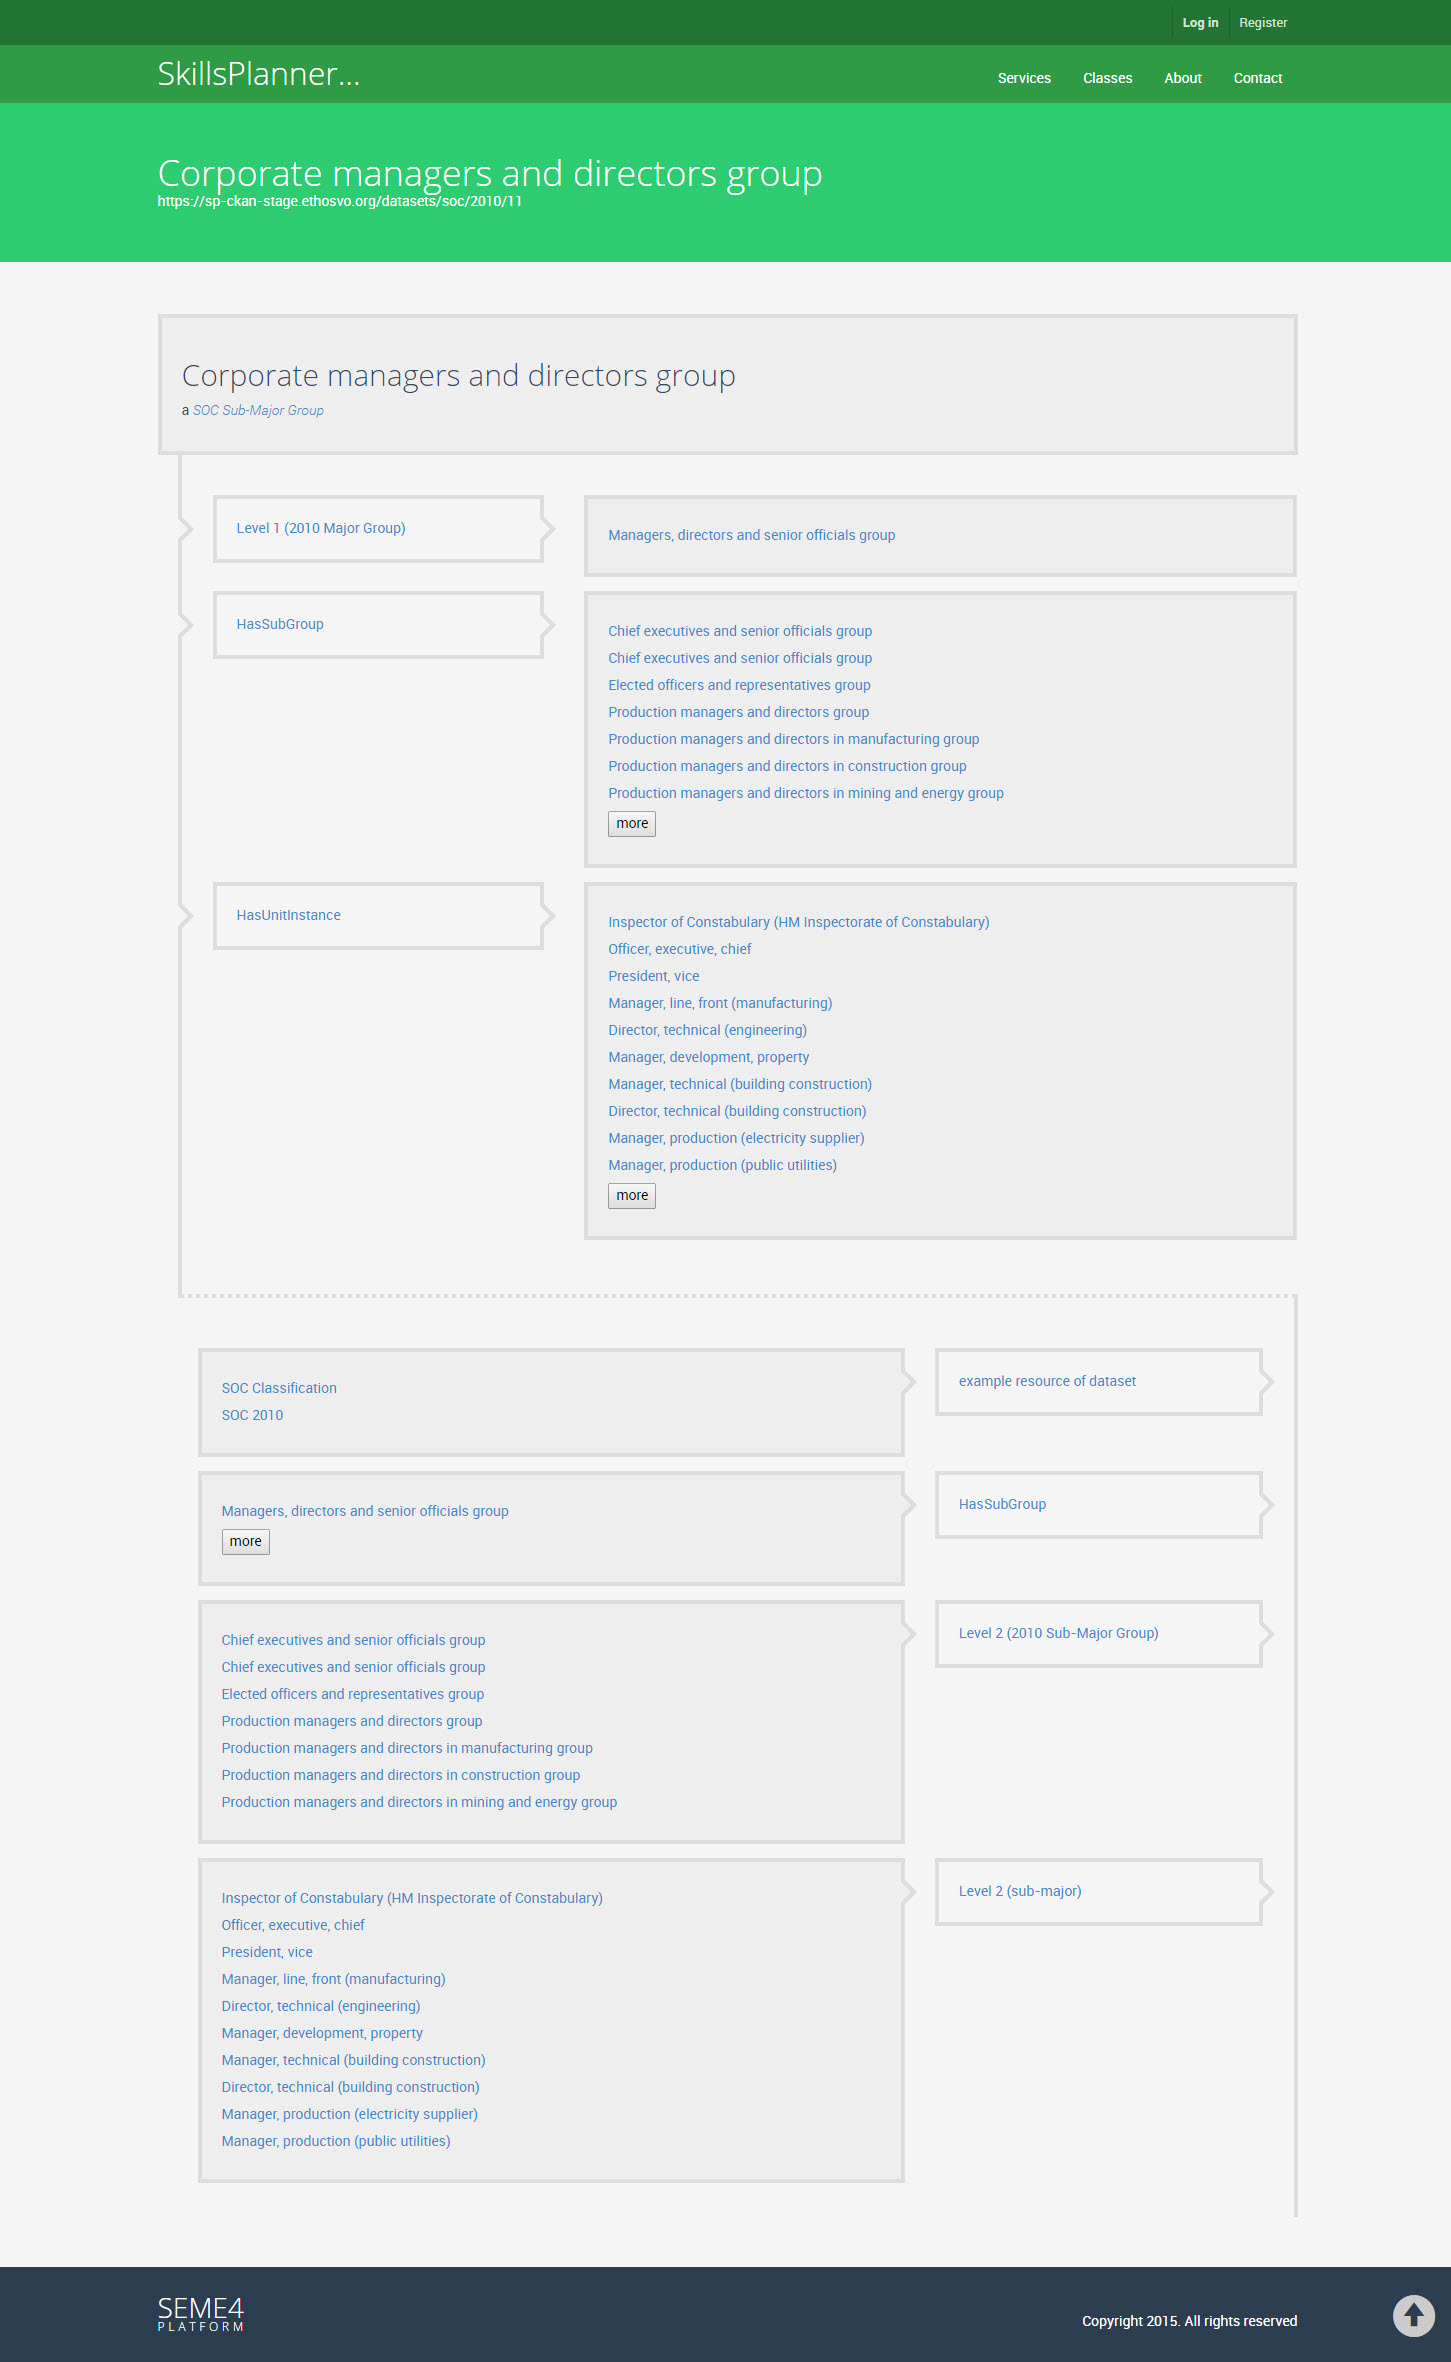 Log in
Register
SkillsPlanner...
Services
Classes
About
Contact
Corporate managers and directors group
https://sp-ckan-stage.ethosvo.org/datasets/soc/2010/11
Corporate managers and directors group
a SOC Sub-Major Group
Level 1 (2010 Major Group)
Managers, directors and senior officials group
HasSubGroup
Chief executives and senior officials group
Chief executives and senior officials group
Elected officers and representatives group
Production managers and directors group
Production managers and directors in manufacturing group
Production managers and directors in construction group
Production managers and directors in mining and energy group
more
HasUnitInstance
Inspector of Constabulary (HM Inspectorate of Constabulary)
Officer, executive, chief
President, vice
Manager, line, front (manufacturing)
Director, technical (engineering)
Manager, development, property
Manager, technical (building construction)
Director, technical (building construction)
Manager, production (electricity supplier)
Manager, production (public utilities)
more
SOC Classification
SOC 2010
example resource of dataset
Managers, directors and senior officials group
more
HasSubGroup
Chief executives and senior officials group
Chief executives and senior officials group
Elected officers and representatives group
Production managers and directors group
Production managers and directors in manufacturing group
Production managers and directors in construction group
Production managers and directors in mining and energy group
Level 2 (2010 Sub-Major Group)
Inspector of Constabulary (HM Inspectorate of Constabulary)
Officer, executive, chief
President, vice
Manager, line, front (manufacturing)
Director, technical (engineering)
Manager, development, property
Manager, technical (building construction)
Director, technical (building construction)
Manager, production (electricity supplier)
Manager, production (public utilities)
Level 2 (sub-major)
SEME4
PLATFORM
Copyright 2015. All rights reserved